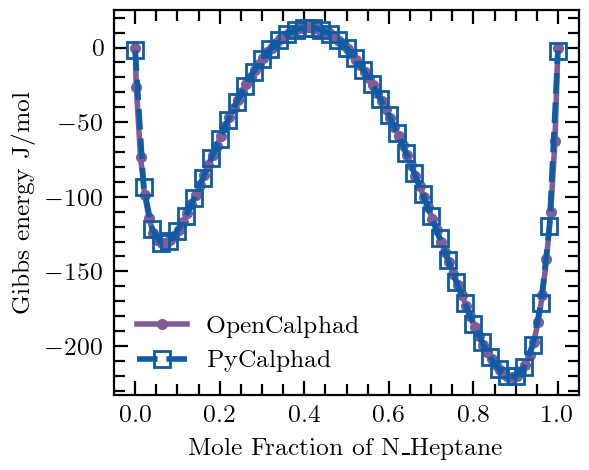 0
−50
−100
−150
−200
Gibbs energy J/mol
OpenCalphad
PyCalphad
0.0 0.2 0.4 0.6 0.8 1.0
Mole Fraction of N_Heptane